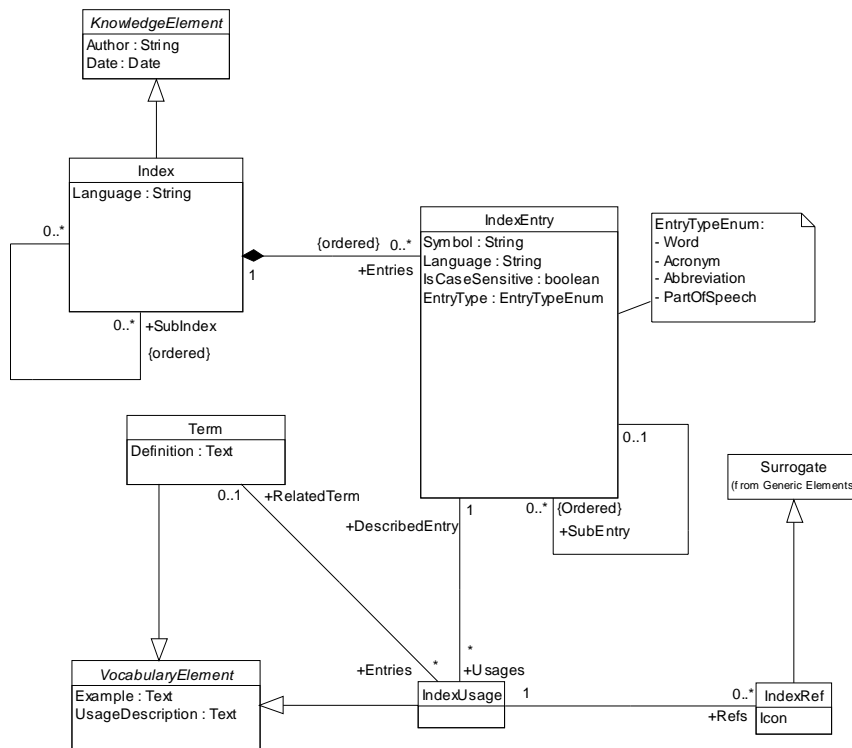 KnowledgeElement
Author : String
Date : Date
Index
Language : String
0..*
0..*
+SubIndex
{ordered}
1
{ordered}
0..*
+Entries
IndexEntry
Symbol : String
Language : String
IsCaseSensitive : boolean
EntryType : EntryTypeEnum
EntryTypeEnum:
- Word
- Acronym
- Abbreviation
- PartOfSpeech
Term
Definition : Text
0..1
+RelatedTerm
1
+DescribedEntry
0..*
{Ordered}
+SubEntry
0..1
Surrogate
(from Generic Elements)
VocabularyElement
Example : Text
UsageDescription : Text
+Entries
*
*
+Usages
IndexUsage
1
0..*
+Refs
IndexRef
Icon